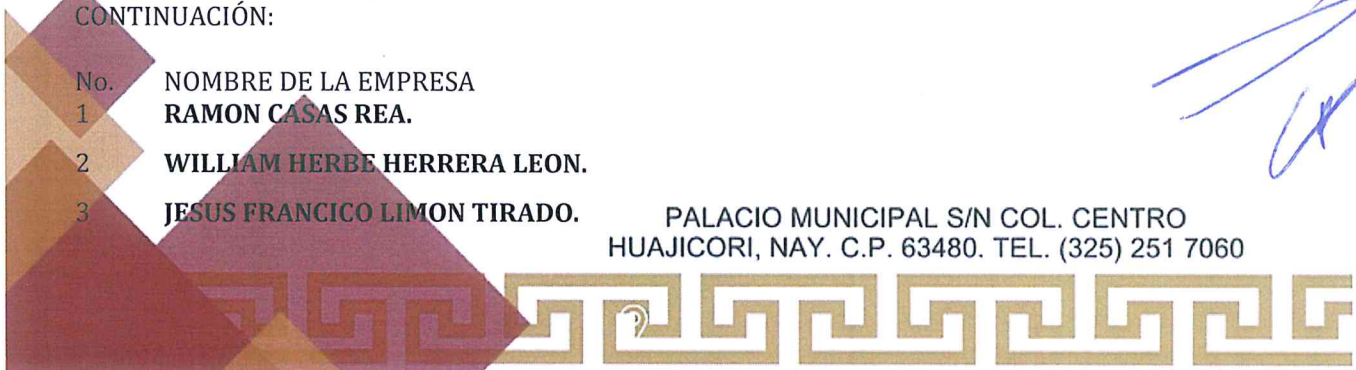 CONTINUACIÓN:
No. NOMBRE DE LA EMPRESA
1 RAMON CASAS REA.
2 WILLIAM HERBE HERRERA LEON.
3 JESUS FRANCICO LIMON TIRADO.
PALACIO MUNICIPAL S/N COL. CENTRO
HUAJICORI, NAY. C.P. 63480. TEL. (325) 251 7060